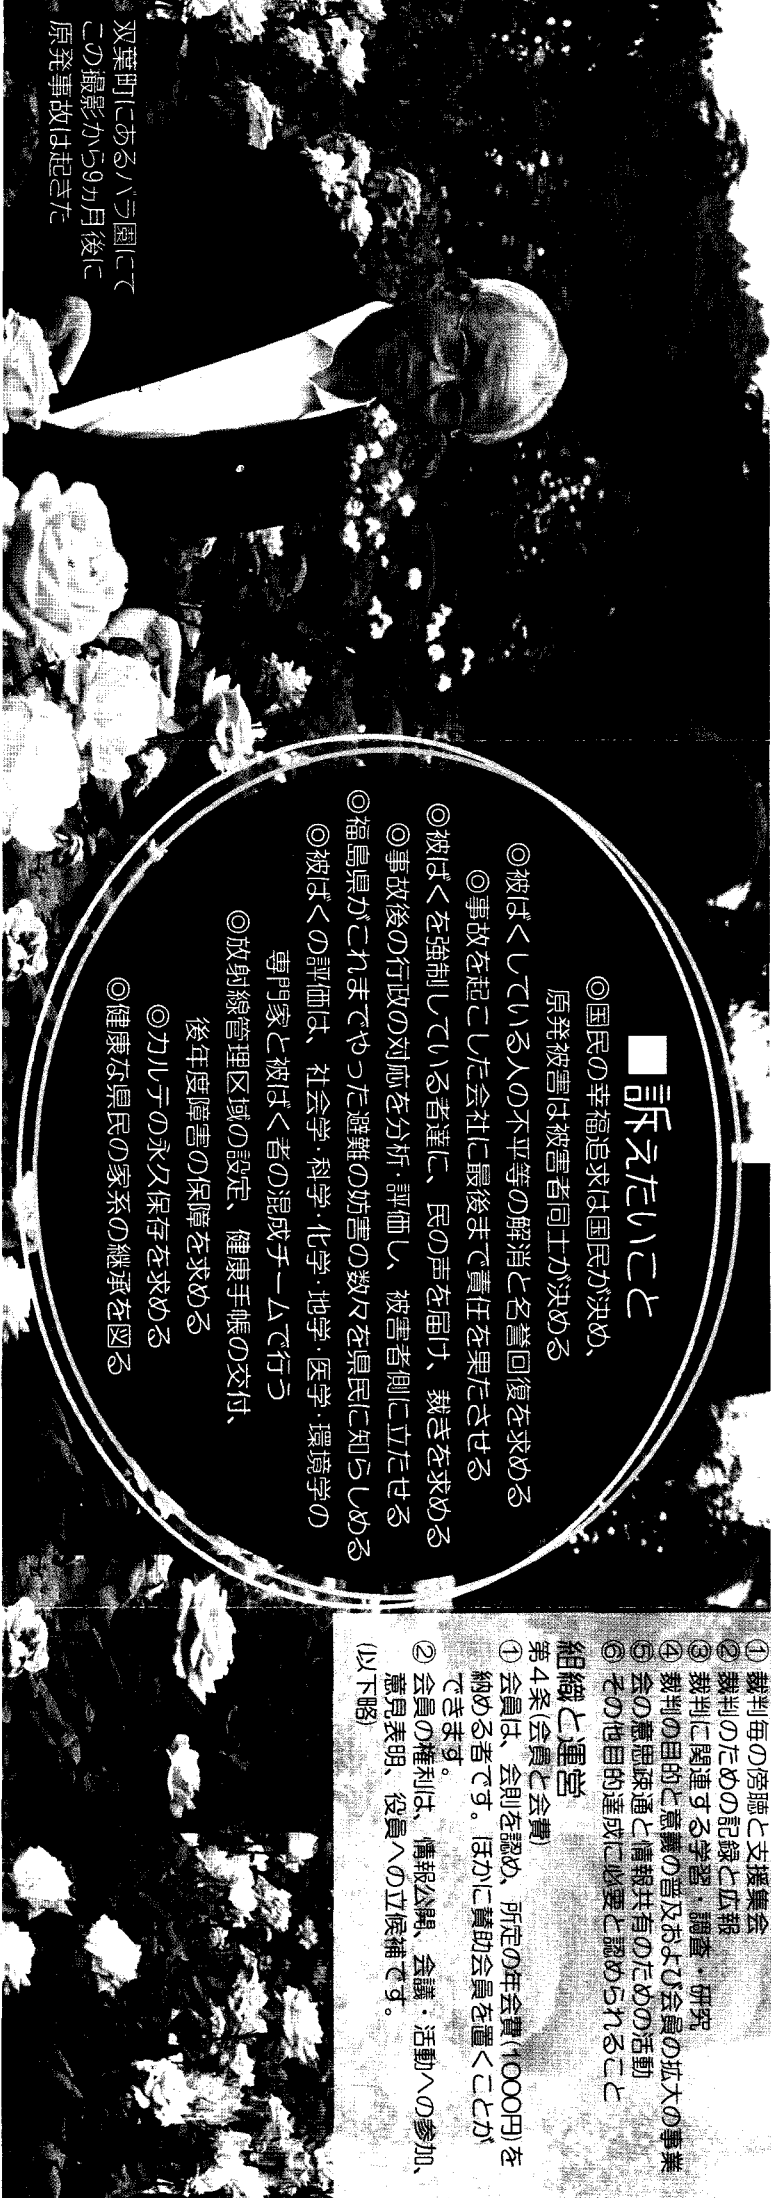 双葉町にあるバラ園にて
この撮影から9ヵ月後に
原発事故は起きた
■訴えたいこと
◎国民の幸福追求は国民が決め、
原発被害は被害者同士が決める
◎被ばくしている人の不平等の解消と名誉回復を求める
◎事故を起こした会社に最後まで責任を果たさせる
◎被ばくを強制している者達に、民の声を届け、裁きを求める
◎事故後の行政の対応を分析・評価し、被害者側に立たせる
◎福島県がこれまでやった避難の妨害の数々を県民に知らしめる
◎被ばくの評価は、社会学・科学・化学・地学・医学・環境学の
専門家と被ばく者の混成チームで行う
◎放射線管理区域の設定、健康手帳の交付、
後年度障害の保障を求める
◎カルテの永久保存を求める
◎健康な県民の家系の継承を図る
① 裁判毎の傍聴と支援集会
② 裁判のための記録と広報
③ 裁判に関連する学習・調査・研究
④ 裁判の目的と意義の普及および会員の拡大の事業
⑤ 会の意思疎通と情報共有のための活動
⑥ その他目的達成に必要と認められること
組織と運営
第4条(会員と会費)
① 会員は、会則を認め、所定の年会費(1000円)を
納める者です。ほかに賛助会員を置くことが
できます。
② 会員の権利は、情報公開、会議・活動への参加、
意見表明、役員への立候補です。
(以下略)